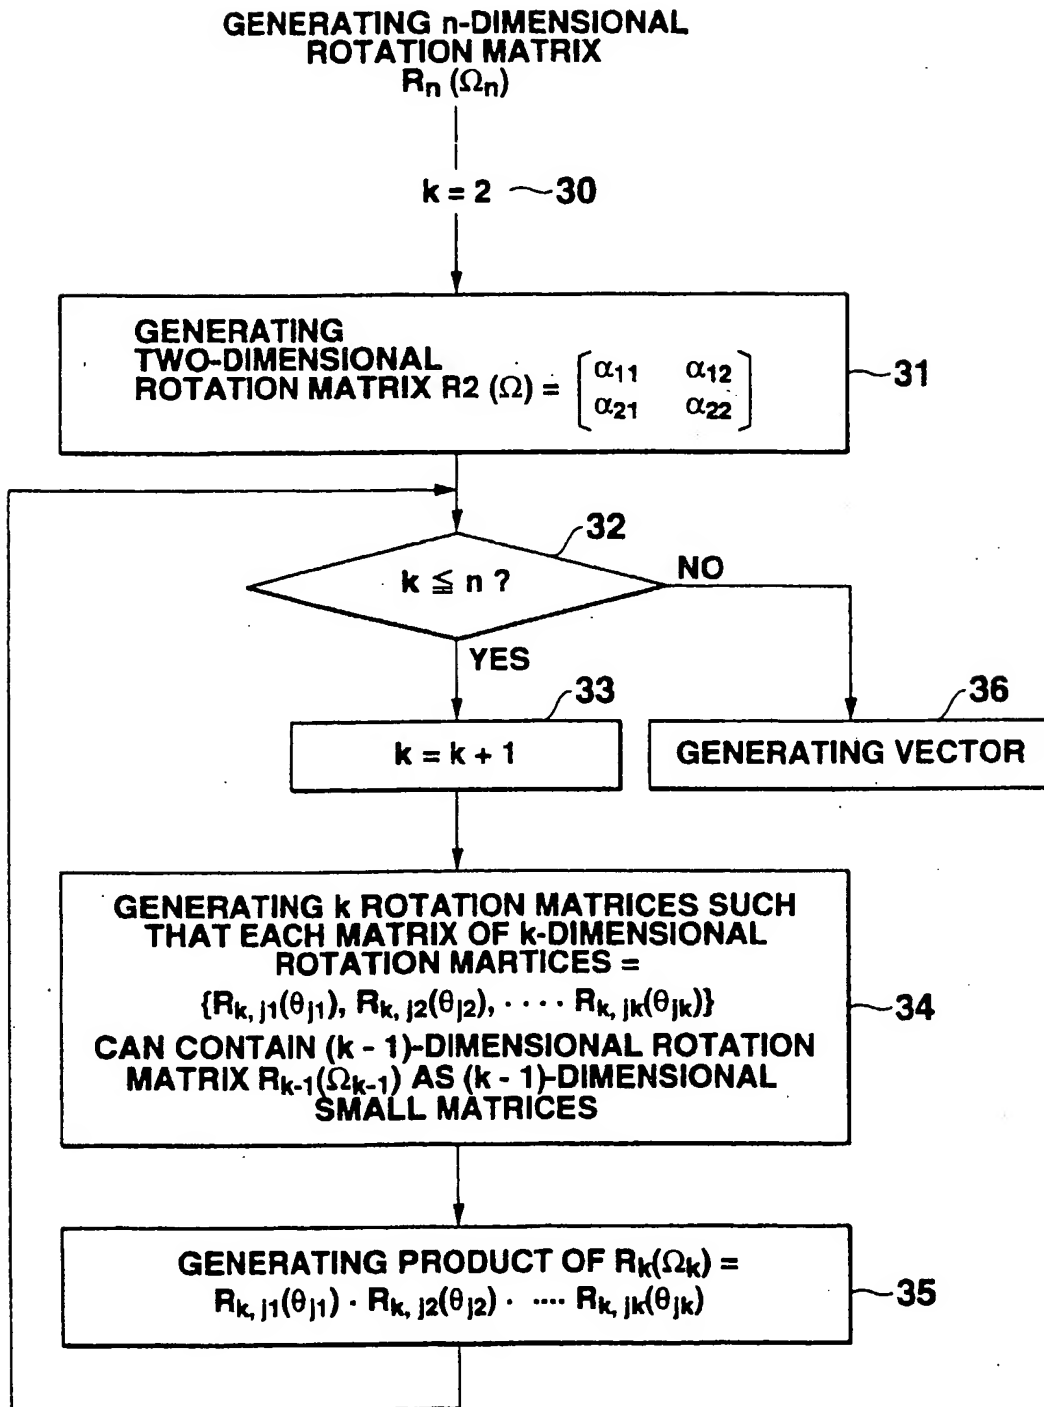 GENERATING n-DIMENSIONAL
ROTATION MATRIX
Rₙ (Ωₙ)
k = 2 30
GENERATING
TWO-DIMENSIONAL
ROTATION MATRIX R2 (Ω) =
α₁₁ α₁₂
α₂₁ α₂₂
31
32
k ≦ n ?
NO
YES
33
36
k = k + 1
GENERATING VECTOR
GENERATING k ROTATION MATRICES SUCH
THAT EACH MATRIX OF k-DIMENSIONAL
ROTATION MARTICES =
{Rk, j1(θj1), Rk, j2(θj2), · · · · Rk, jk(θjk)}
CAN CONTAIN (k - 1)-DIMENSIONAL ROTATION
MATRIX Rk-1(Ωk-1) AS (k - 1)-DIMENSIONAL
SMALL MATRICES
34
GENERATING PRODUCT OF Rk(Ωk) =
Rk, j1(θj1) · Rk, j2(θj2) · ···· Rk, jk(θjk)
35